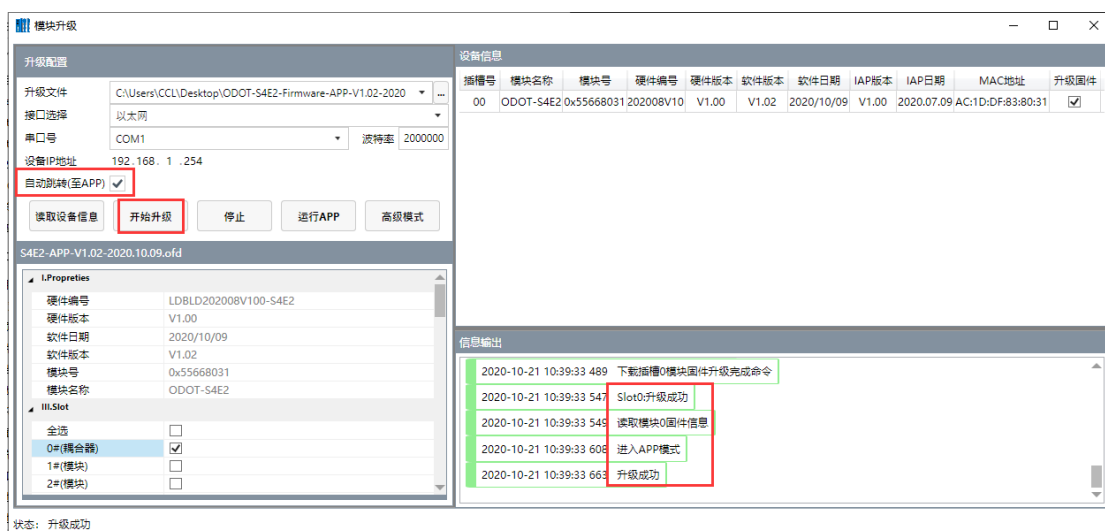 模块升级
升级配置
升级文件 C:\Users\CCL\Desktop\ODOT-S4E2-Firmware-APP-V1.02-2020 ...
接口选择 以太网
串口号 COM1 波特率 2000000
设备IP地址 192.168. 1 .254
自动跳转(至APP)
读取设备信息 开始升级 停止 运行APP 高级模式
S4E2-APP-V1.02-2020.10.09.ofd
I.Propreties
硬件编号 LDBLD202008V100-S4E2
硬件版本 V1.00
软件日期 2020/10/09
软件版本 V1.02
模块号 0x55668031
模块名称 ODOT-S4E2
III.Slot
全选
0#(耦合器)
1#(模块)
2#(模块)
设备信息
插槽号 模块名称 模块号 硬件编号 硬件版本 软件版本 软件日期 IAP版本 IAP日期 MAC地址 升级固件
00 ODOT-S4E2 0x55668031 202008V10 V1.00 V1.02 2020/10/09 V1.00 2020.07.09 AC:1D:DF:83:80:31
信息输出
2020-10-21 10:39:33 489 下载插槽0模块固件升级完成命令
2020-10-21 10:39:33 547 Slot0:升级成功
2020-10-21 10:39:33 549 读取模块0固件信息
2020-10-21 10:39:33 608 进入APP模式
2020-10-21 10:39:33 663 升级成功
状态: 升级成功